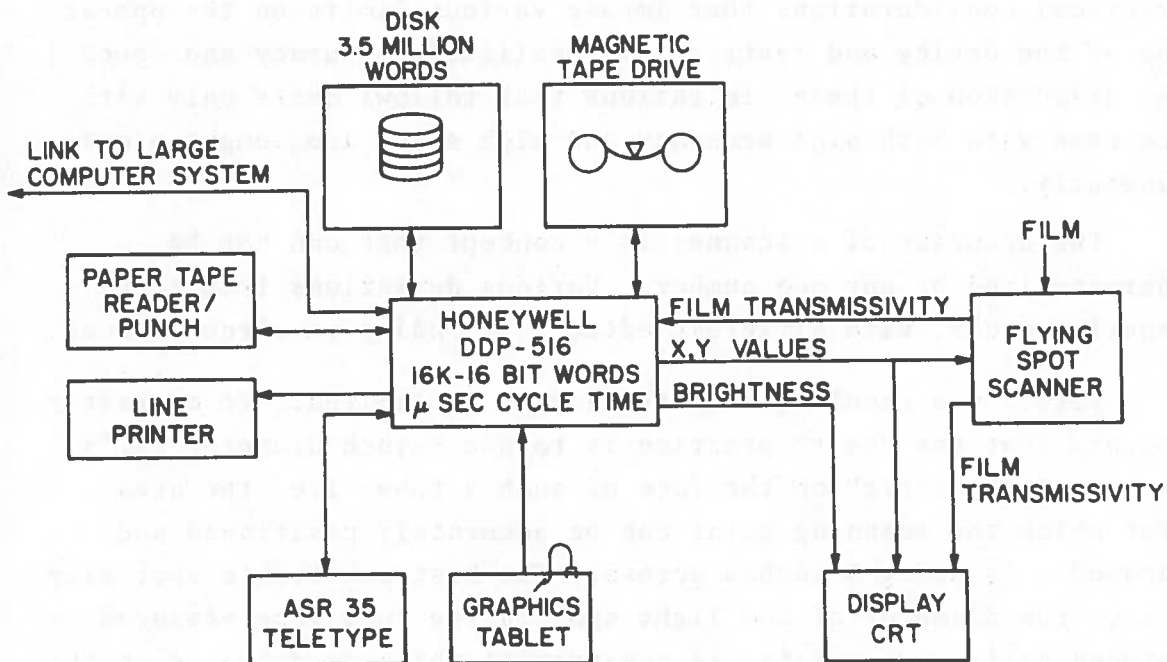 DISK
3.5 MILLION
WORDS
MAGNETIC
TAPE DRIVE
LINK TO LARGE
COMPUTER SYSTEM
FILM
PAPER TAPE
READER/
PUNCH
HONEYWELL
DDP-516
16K-16 BIT WORDS
1μ SEC CYCLE TIME
FILM TRANSMISSIVITY
X,Y VALUES
BRIGHTNESS
FLYING
SPOT
SCANNER
LINE
PRINTER
FILM
TRANSMISSIVITY
ASR 35
TELETYPE
GRAPHICS
TABLET
DISPLAY
CRT